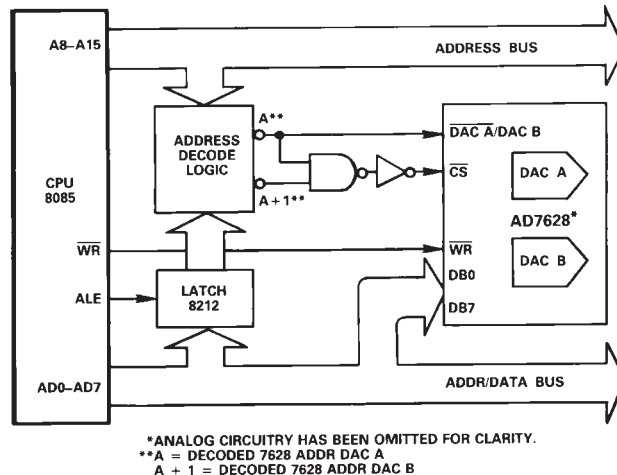 A8–A15
ADDRESS BUS
A**
ADDRESS
DECODE
LOGIC
A + 1**
DAC A/DAC B
CS
DAC A
CPU
8085
AD7628*
WR
WR
DAC B
DB0
LATCH
8212
ALE
DB7
AD0–AD7
ADDR/DATA BUS
*ANALOG CIRCUITRY HAS BEEN OMITTED FOR CLARITY.
**A = DECODED 7628 ADDR DAC A
A + 1 = DECODED 7628 ADDR DAC B